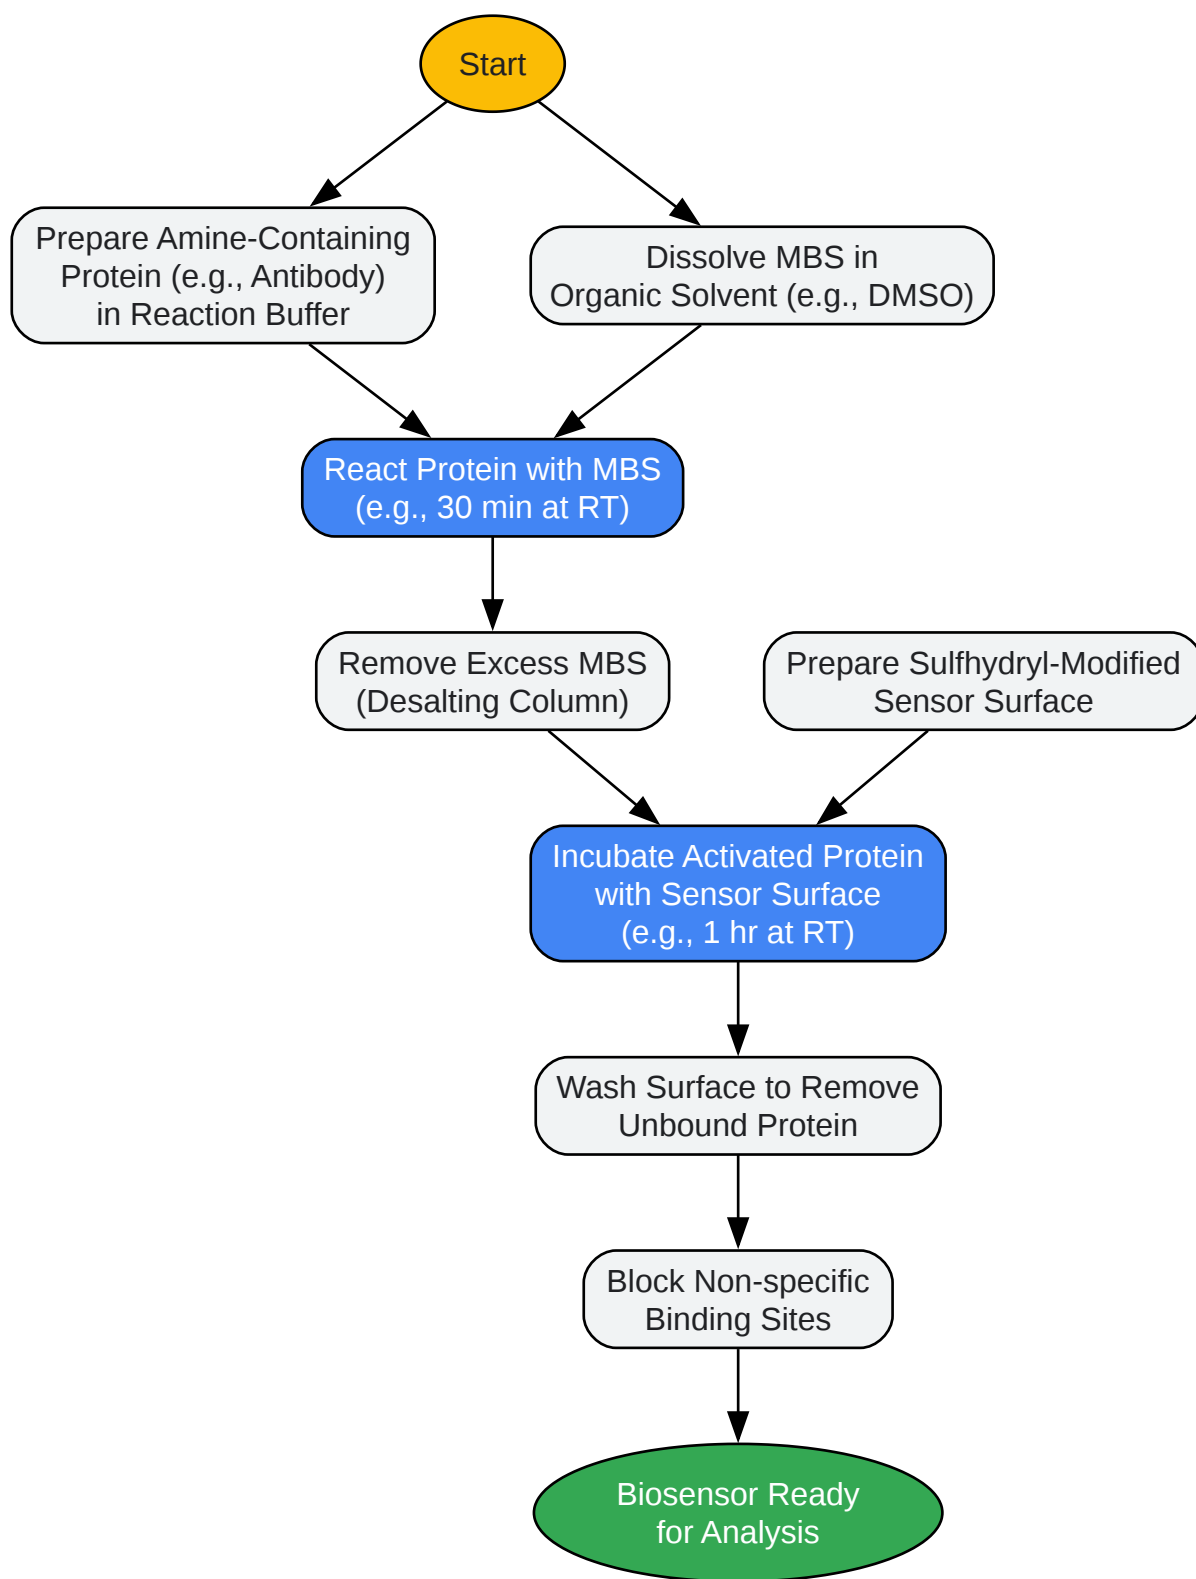 Start
Prepare Amine-Containing
Protein (e.g., Antibody)
in Reaction Buffer
Dissolve MBS in
Organic Solvent (e.g., DMSO)
React Protein with MBS
(e.g., 30 min at RT)
Remove Excess MBS
(Desalting Column)
Prepare Sulfhydryl-Modified
Sensor Surface
Incubate Activated Protein
with Sensor Surface
(e.g., 1 hr at RT)
Wash Surface to Remove
Unbound Protein
Block Non-specific
Binding Sites
Biosensor Ready
for Analysis